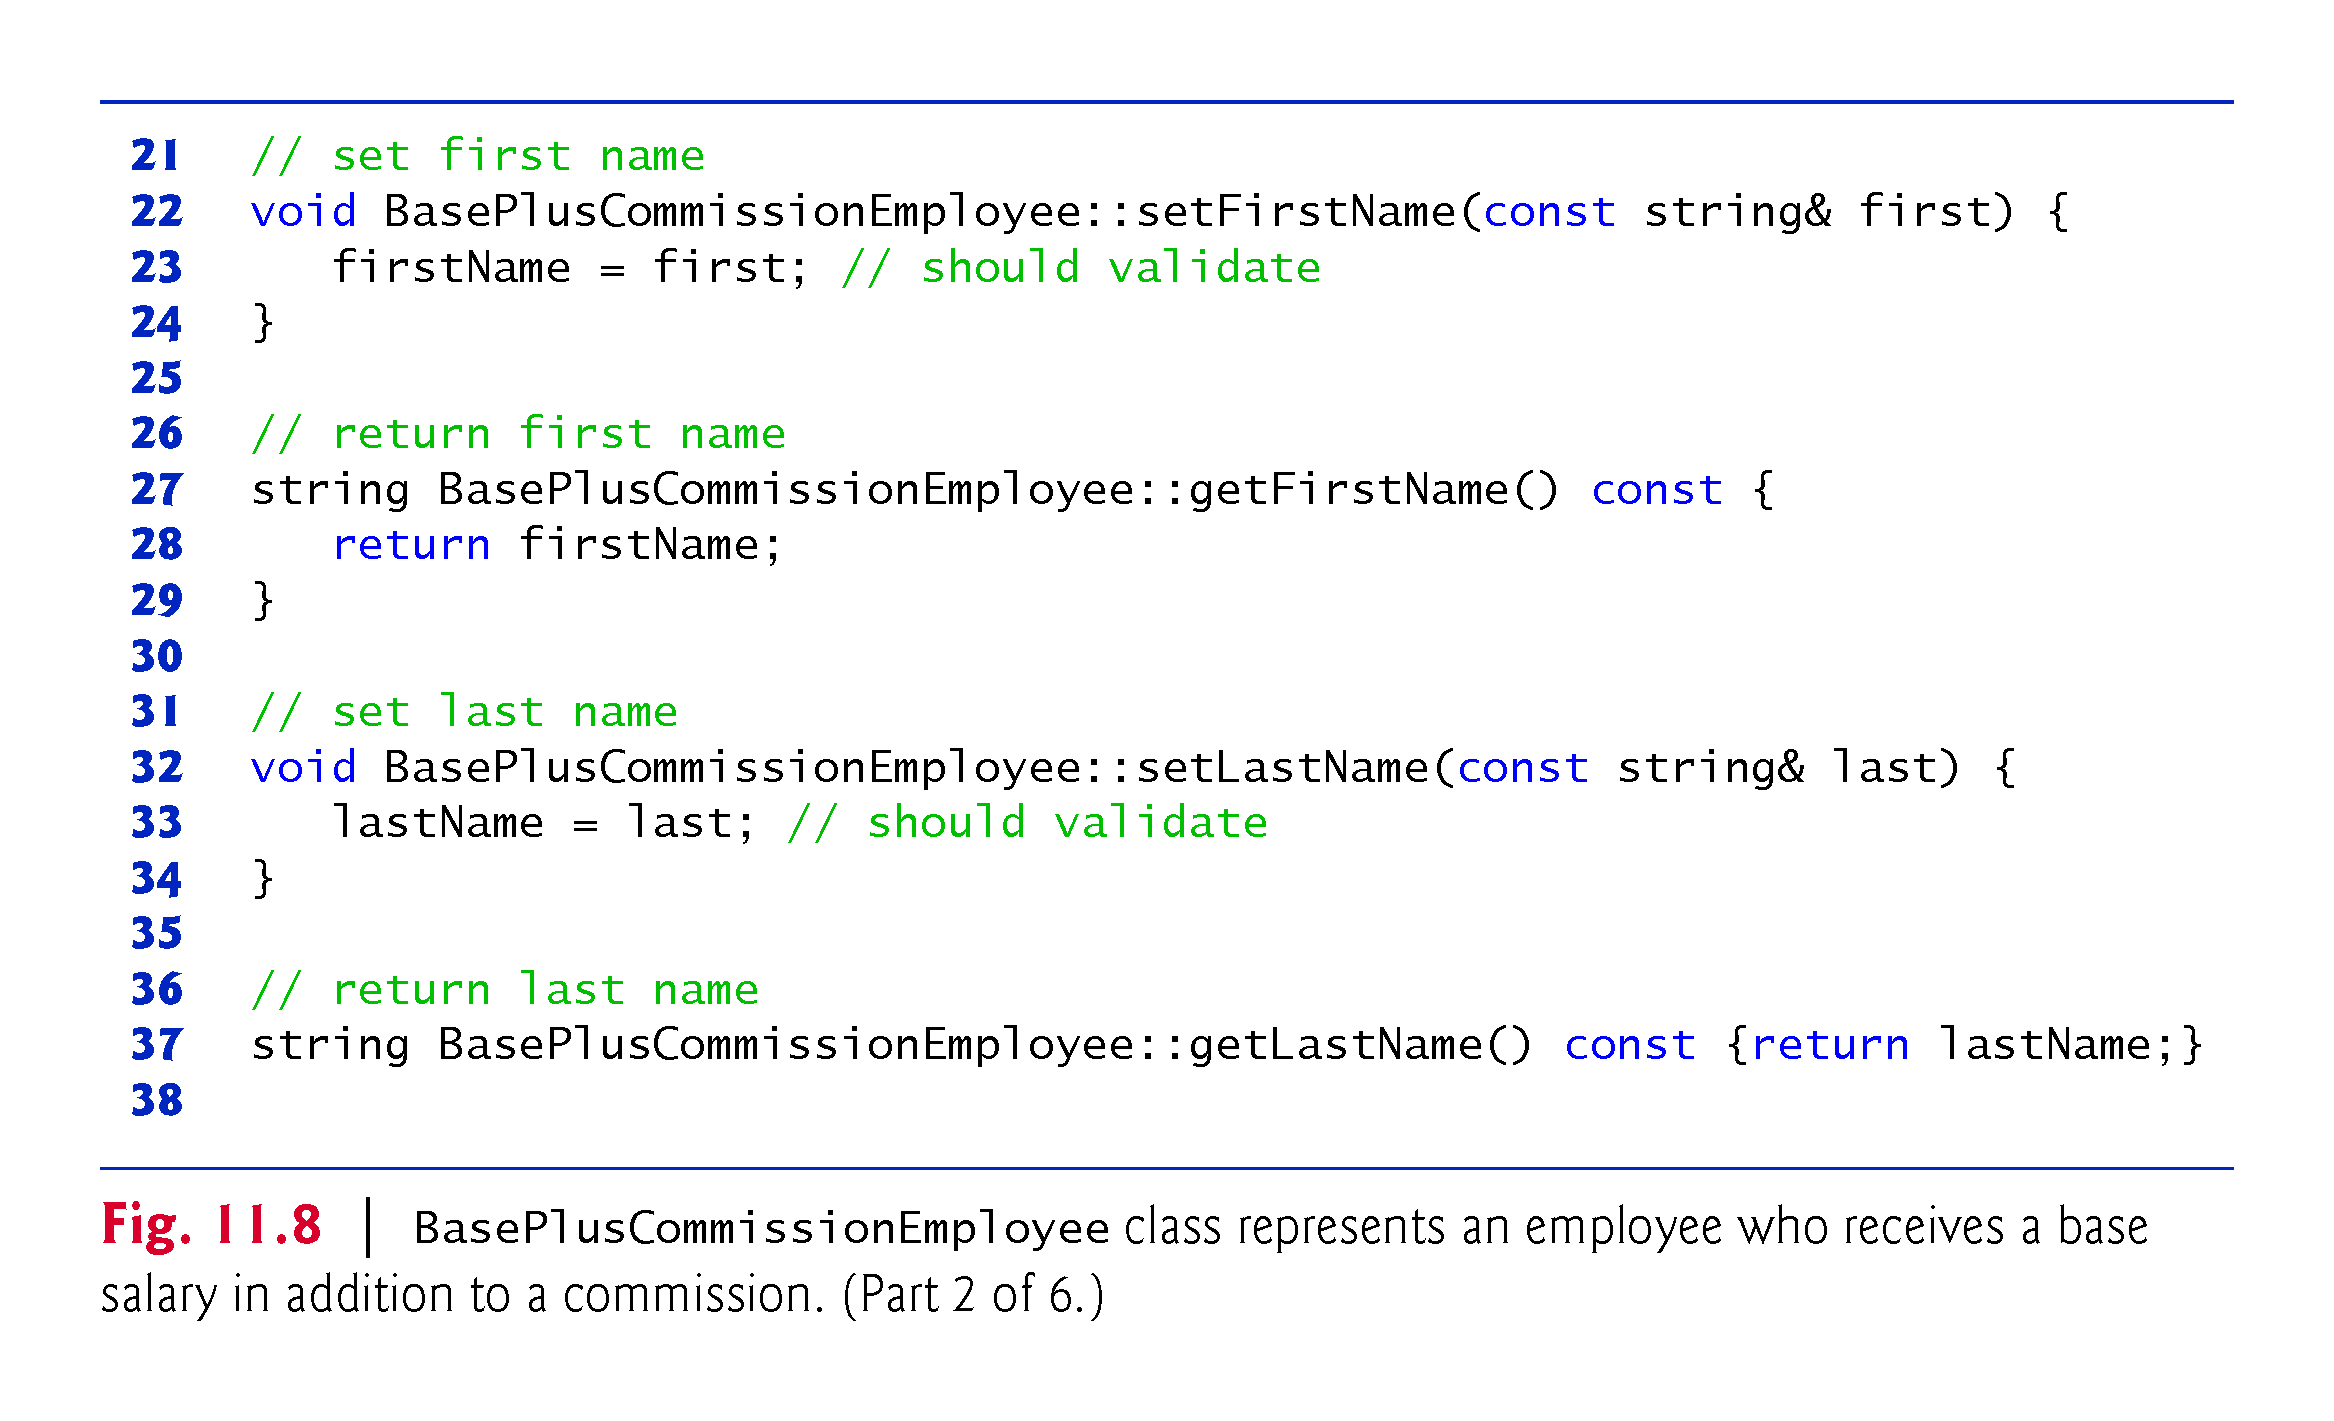 21 // set first name
22 void BasePlusCommissionEmployee::setFirstName(const string& first) {
23    firstName = first; // should validate
24 }
25
26 // return first name
27 string BasePlusCommissionEmployee::getFirstName() const {
28    return firstName;
29 }
30
31 // set last name
32 void BasePlusCommissionEmployee::setLastName(const string& last) {
33    lastName = last; // should validate
34 }
35
36 // return last name
37 string BasePlusCommissionEmployee::getLastName() const {return lastName;}
38
Fig. 11.8 | BasePlusCommissionEmployee class represents an employee who receives a base
salary in addition to a commission. (Part 2 of 6.)